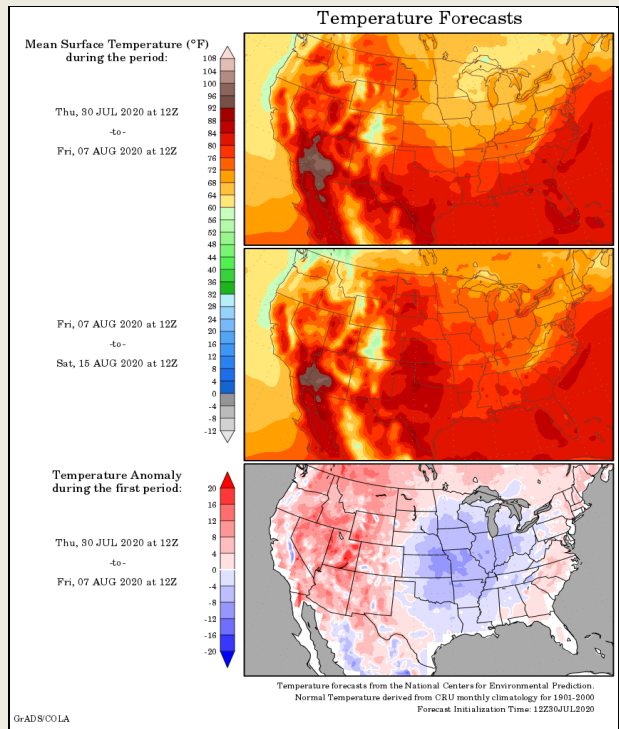 Temperature Forecasts
Mean Surface Temperature (°F)
during the period:
Thu, 30 JUL 2020 at 12Z
-to-
Fri, 07 AUG 2020 at 12Z
108
104
100
96
92
88
84
80
76
72
68
64
60
56
52
48
44
40
36
32
28
24
20
16
12
8
4
0
-4
-8
-12
Fri, 07 AUG 2020 at 12Z
-to-
Sat, 15 AUG 2020 at 12Z
Temperature Anomaly
during the first period:
Thu, 30 JUL 2020 at 12Z
-to-
Fri, 07 AUG 2020 at 12Z
20
16
12
8
4
0
-4
-8
-12
-16
-20
Temperature forecasts from the National Centers for Environmental Prediction.
Normal Temperature derived from CRU monthly climatology for 1901-2000
Forecast Initialization Time: 12Z30JUL2020
GrADS/COLA